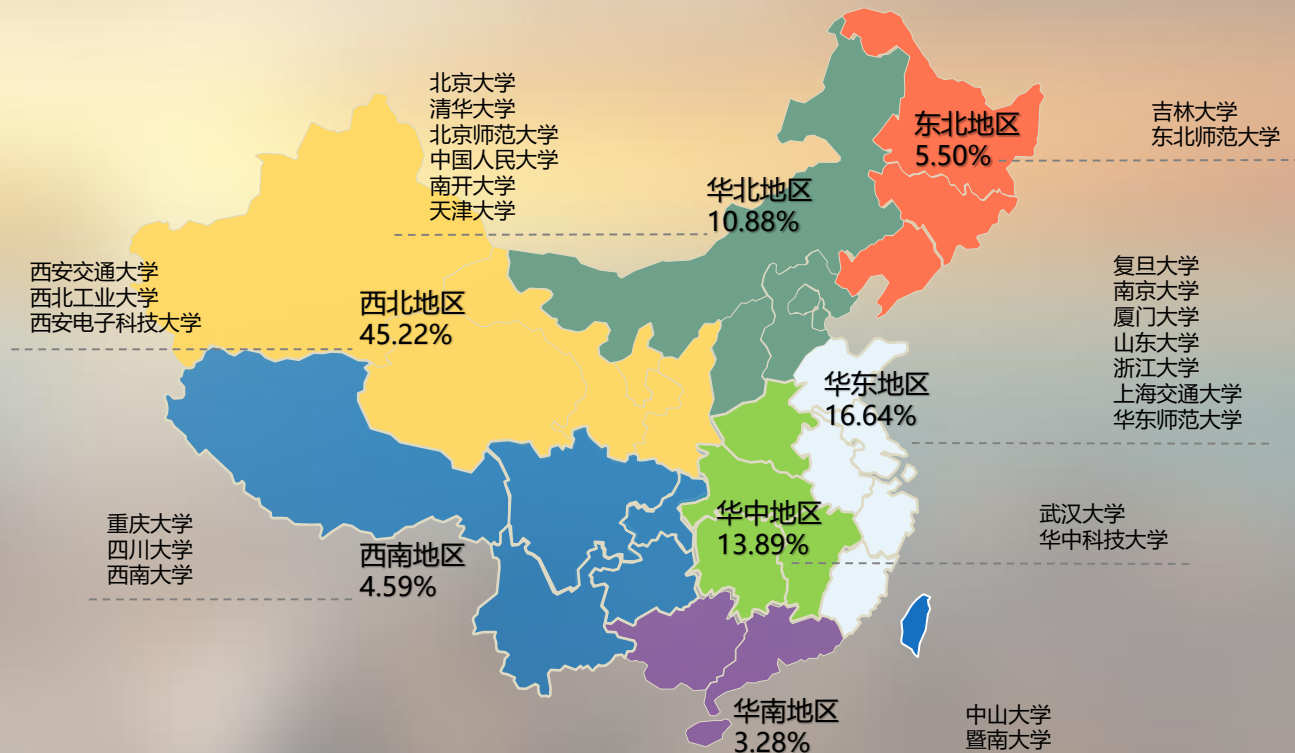 北京大学
清华大学
北京师范大学
中国人民大学
南开大学
天津大学
华北地区
10.88%
东北地区
5.50%
吉林大学
东北师范大学
西安交通大学
西北工业大学
西安电子科技大学
西北地区
45.22%
复旦大学
南京大学
厦门大学
山东大学
浙江大学
上海交通大学
华东师范大学
华东地区
16.64%
重庆大学
四川大学
西南大学
西南地区
4.59%
华中地区
13.89%
武汉大学
华中科技大学
华南地区
3.28%
中山大学
暨南大学